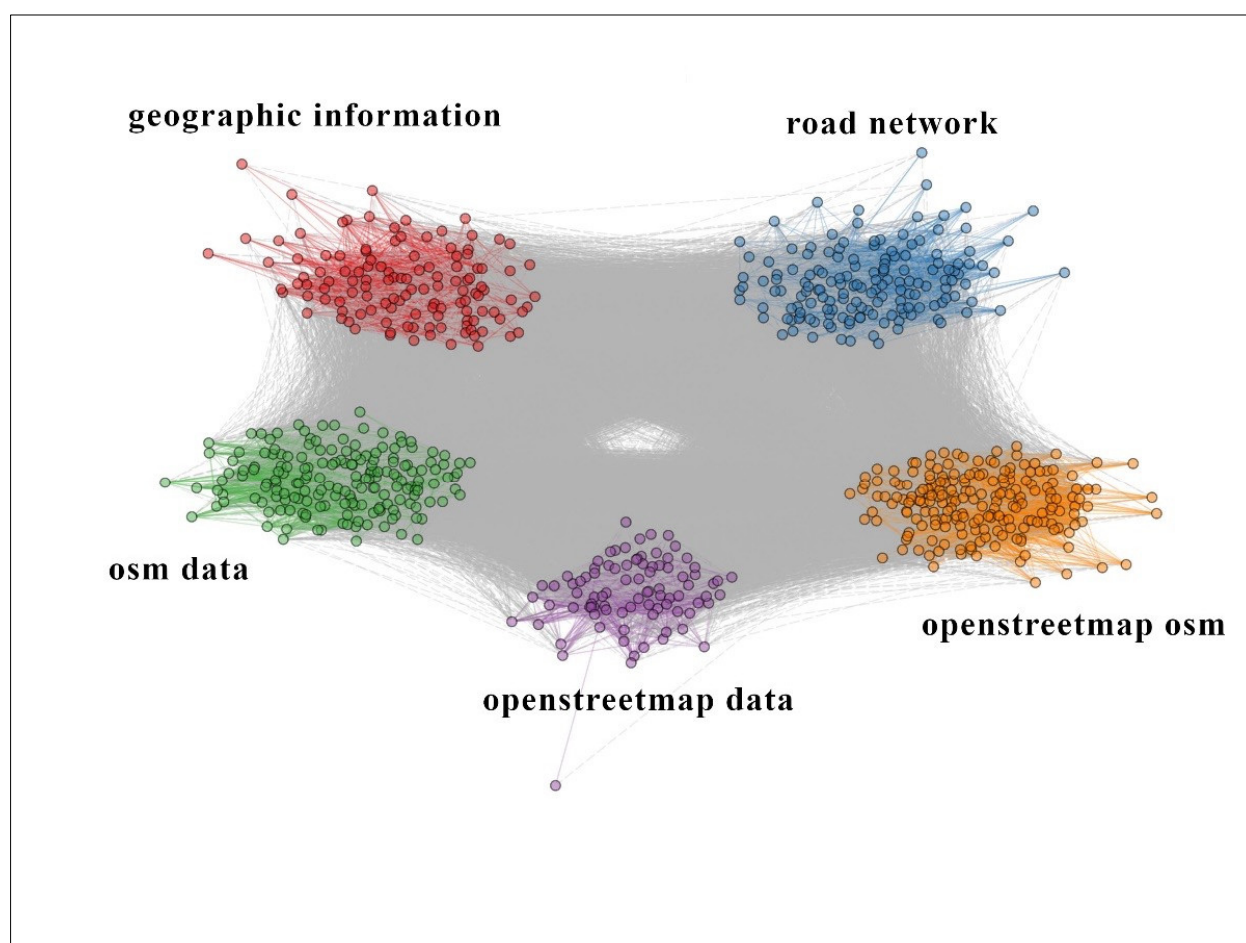 geographic information
road network
osm data
openstreetmap osm
openstreetmap data